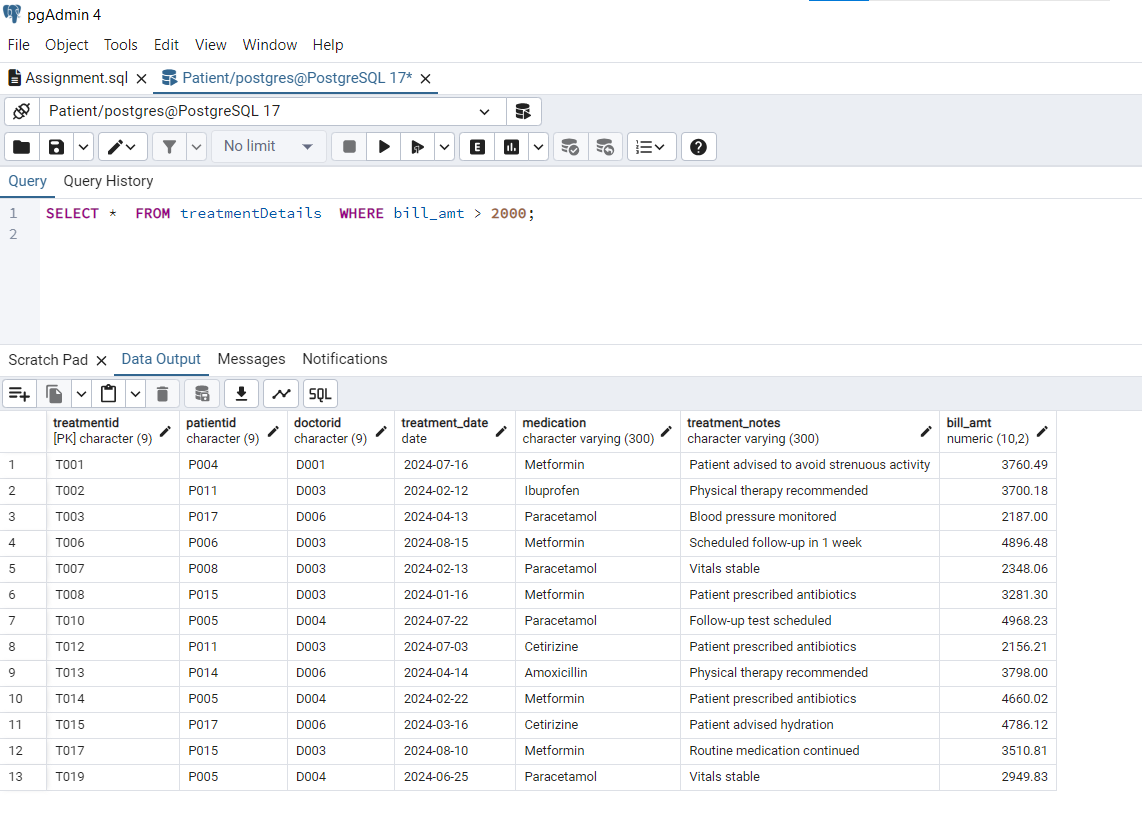 pgAdmin 4
File Object Tools Edit View Window Help
Assignment.sql Patient/postgres@PostgreSQL 17*
Patient/postgres@PostgreSQL 17
No limit E
Query Query History
1 SELECT * FROM treatmentDetails WHERE bill_amt > 2000;
2
Scratch Pad Data Output Messages Notifications
SQL
treatmentid patientid doctorid treatment_date medication treatment_notes bill_amt
[PK] character (9) character (9) character (9) date character varying (300) character varying (300) numeric (10,2)
1 T001 P004 D001 2024-07-16 Metformin Patient advised to avoid strenuous activity 3760.49
2 T002 P011 D003 2024-02-12 Ibuprofen Physical therapy recommended 3700.18
3 T003 P017 D006 2024-04-13 Paracetamol Blood pressure monitored 2187.00
4 T006 P006 D003 2024-08-15 Metformin Scheduled follow-up in 1 week 4896.48
5 T007 P008 D003 2024-02-13 Paracetamol Vitals stable 2348.06
6 T008 P015 D003 2024-01-16 Metformin Patient prescribed antibiotics 3281.30
7 T010 P005 D004 2024-07-22 Paracetamol Follow-up test scheduled 4968.23
8 T012 P011 D003 2024-07-03 Cetirizine Patient prescribed antibiotics 2156.21
9 T013 P014 D006 2024-04-14 Amoxicillin Physical therapy recommended 3798.00
10 T014 P005 D004 2024-02-22 Metformin Patient prescribed antibiotics 4660.02
11 T015 P017 D006 2024-03-16 Cetirizine Patient advised hydration 4786.12
12 T017 P015 D003 2024-08-10 Metformin Routine medication continued 3510.81
13 T019 P005 D004 2024-06-25 Paracetamol Vitals stable 2949.83